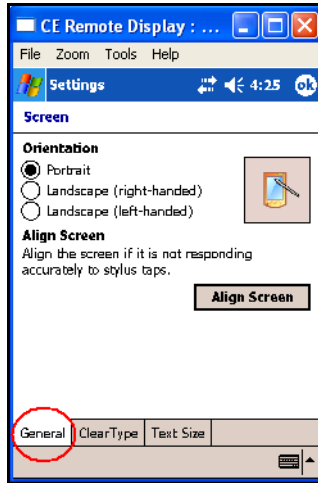 CE Remote Display : ...
File Zoom Tools Help
Settings 4:25 ok
Screen
Orientation
Portrait
Landscape (right-handed)
Landscape (left-handed)
Align Screen
Align the screen if it is not responding
accurately to stylus taps.
Align Screen
General ClearType Text Size